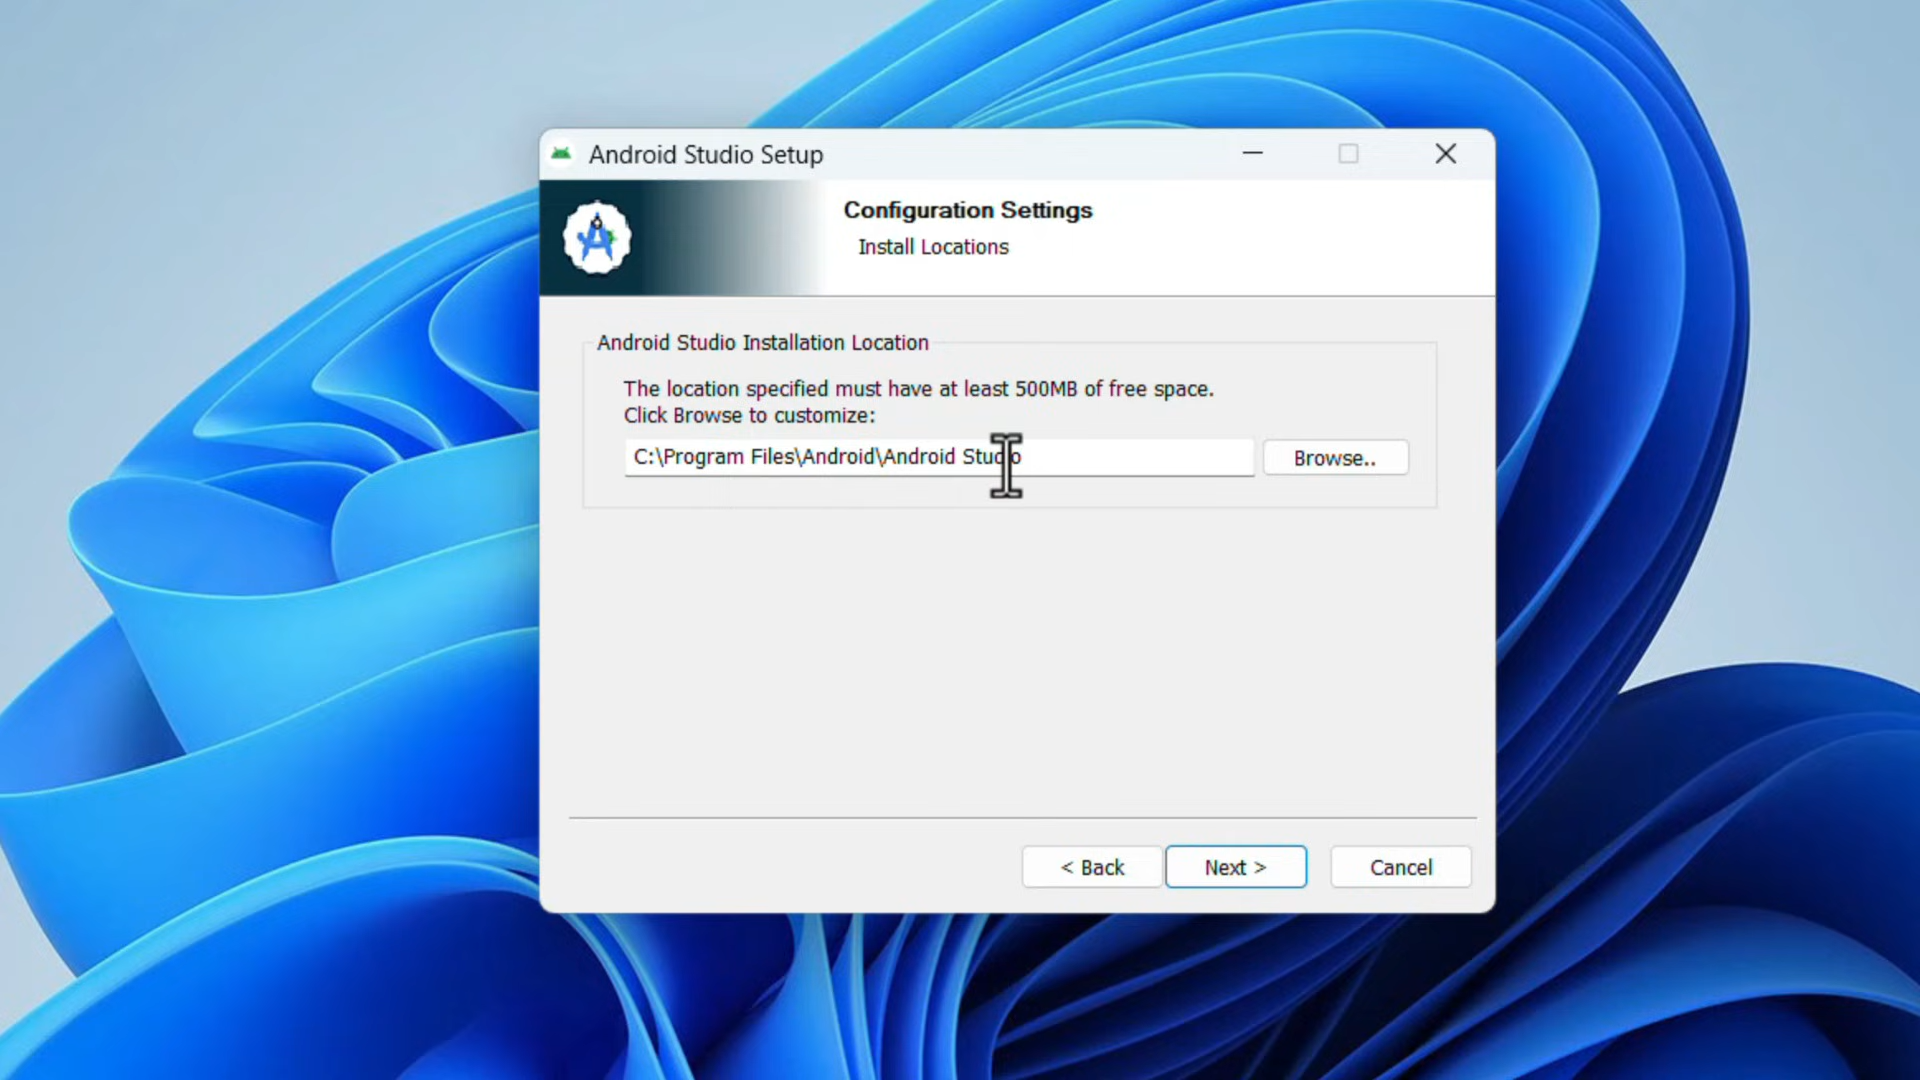 Android Studio Setup
Configuration Settings
Install Locations
Android Studio Installation Location
The location specified must have at least 500MB of free space.
Click Browse to customize:
C:\Program Files\Android\Android Studio
Browse..
< Back
Next >
Cancel